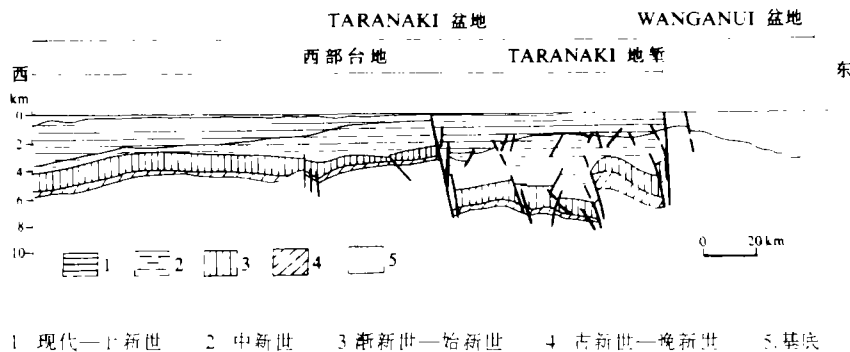 TARANAKI 盆地 WANGANUI 盆地
西部台地 TARANAKI 地堑
西 东
km
0
2
4
6
8
10
1 2 3 4 5
0 20 km
1 现代—上新世 2 中新世 3 渐新世—始新世 4 古新世—晚新世 5.基底